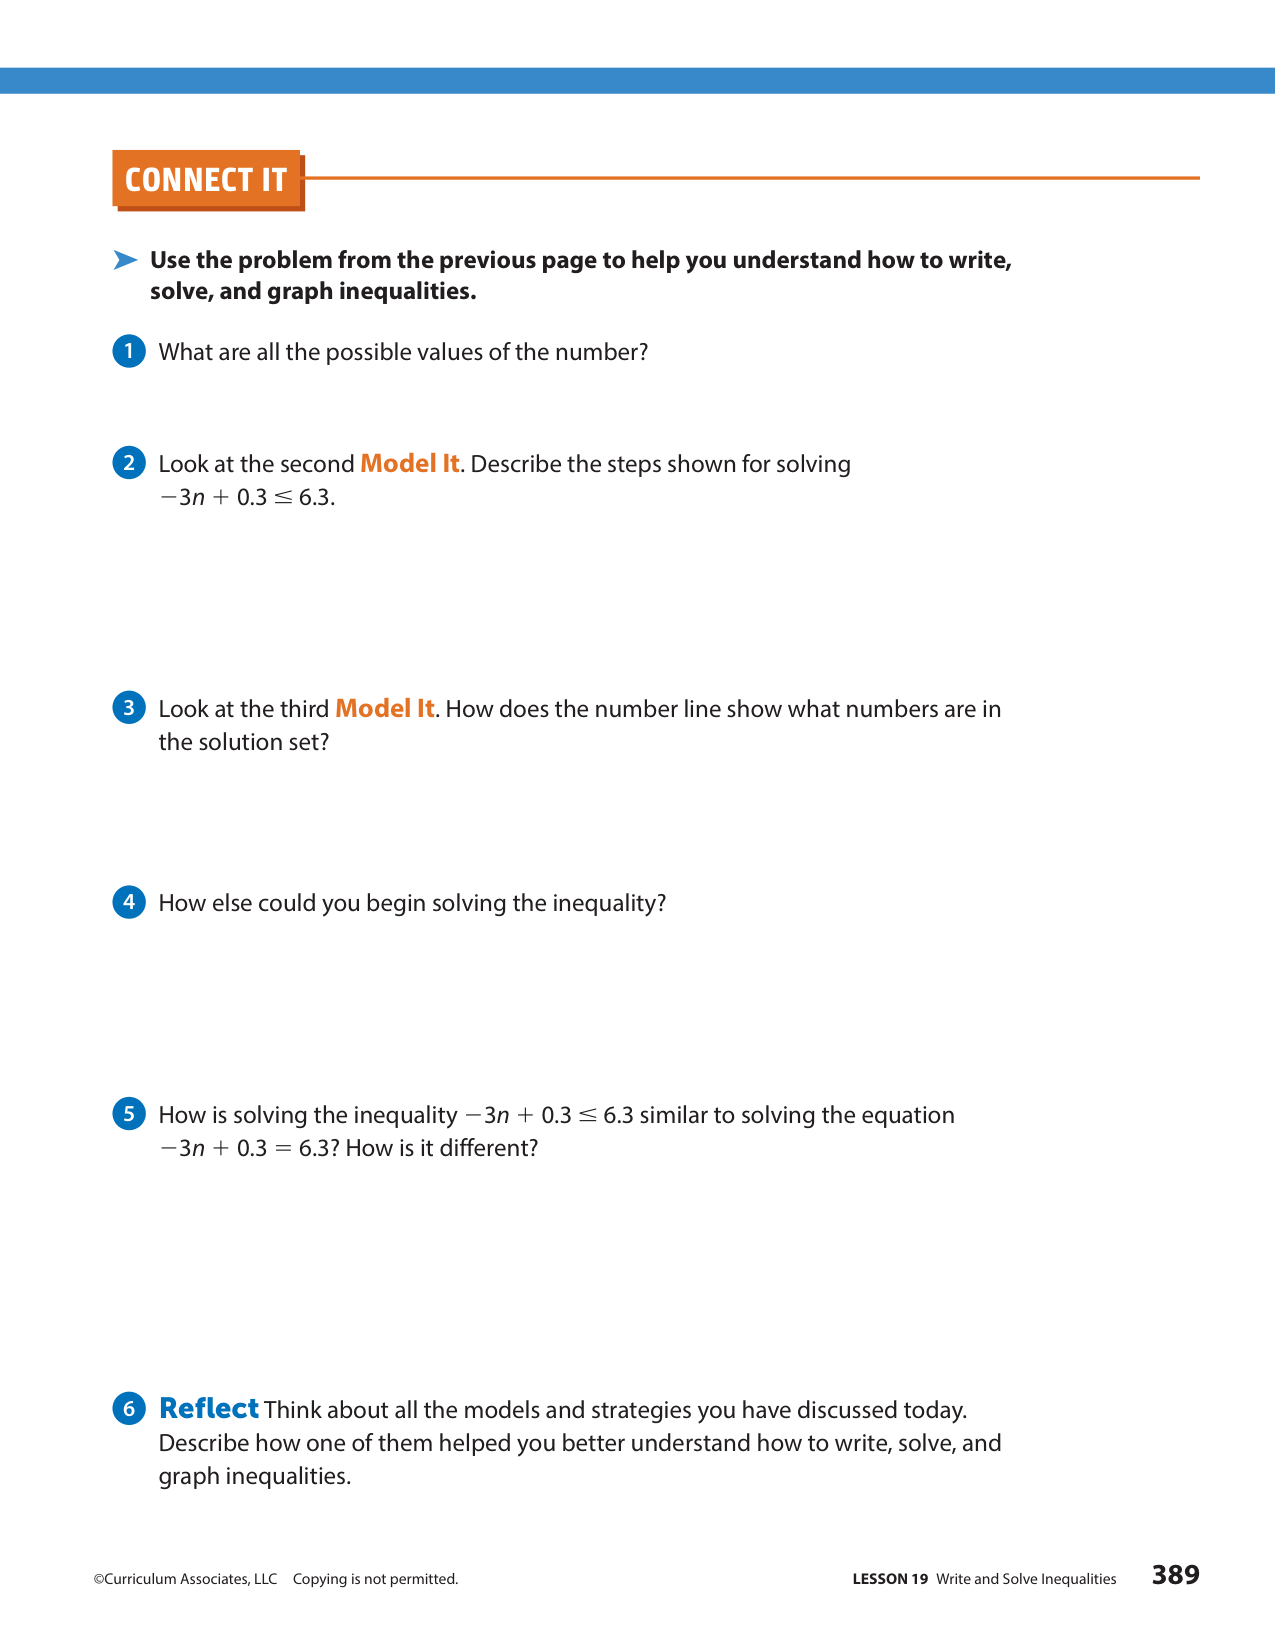 CONNECT IT
➤ Use the problem from the previous page to help you understand how to write,
solve, and graph inequalities.
1 What are all the possible values of the number?
2 Look at the second Model It. Describe the steps shown for solving
−3n + 0.3 ≤ 6.3.
3 Look at the third Model It. How does the number line show what numbers are in
the solution set?
4 How else could you begin solving the inequality?
5 How is solving the inequality −3n + 0.3 ≤ 6.3 similar to solving the equation
−3n + 0.3 = 6.3? How is it different?
6 Reflect Think about all the models and strategies you have discussed today.
Describe how one of them helped you better understand how to write, solve, and
graph inequalities.
©Curriculum Associates, LLC Copying is not permitted.
LESSON 19 Write and Solve Inequalities 389